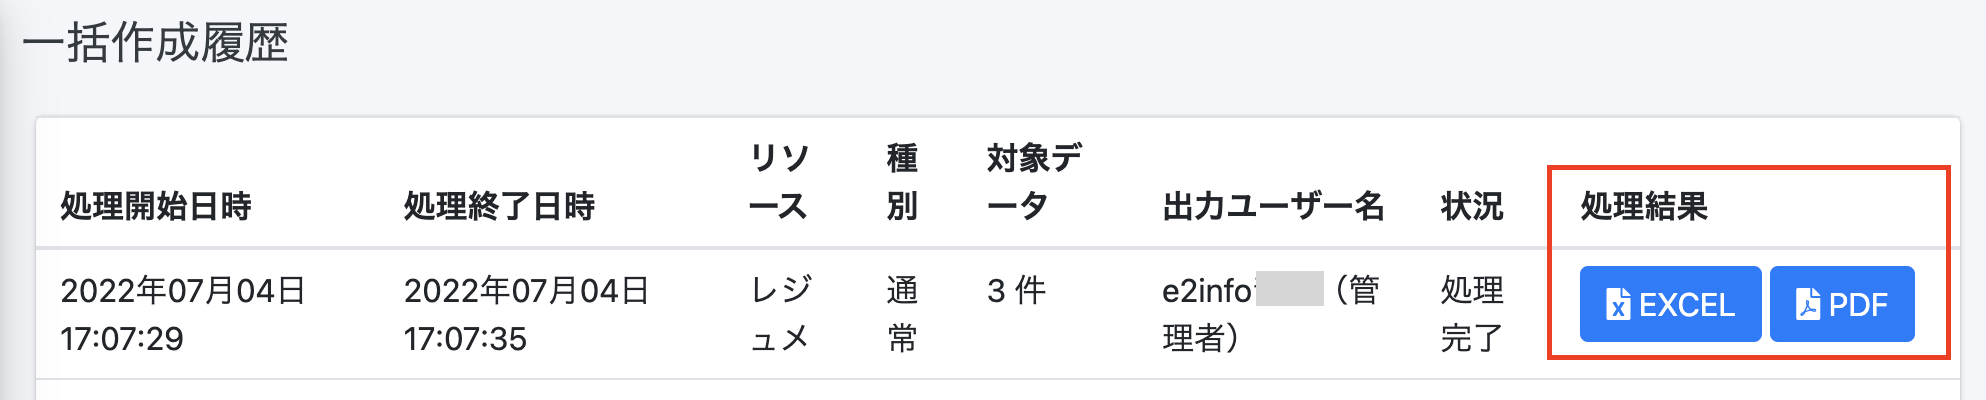 一括作成履歴
処理開始日時
処理終了日時
リソ
ース
種
別
対象デ
ータ
出力ユーザー名
状況
処理結果
2022年07月04日
17:07:29
2022年07月04日
17:07:35
レジ
ュメ
通
常
3 件
e2info （管
理者）
処理
完了
EXCEL
PDF